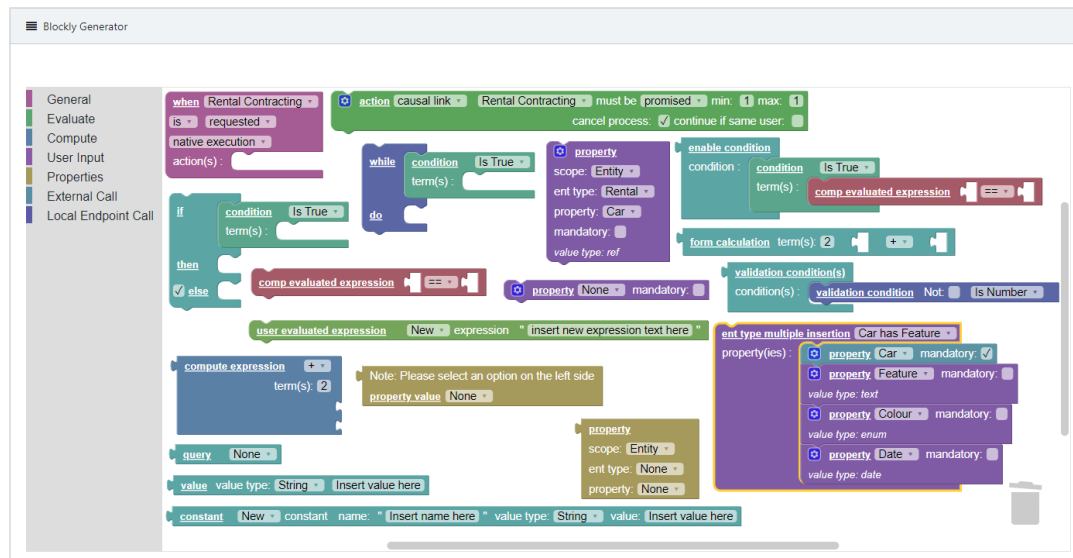 Blockly Generator
General
Evaluate
Compute
User Input
Properties
External Call
Local Endpoint Call
when Rental Contracting
is requested
native execution
action(s) :
action causal link Rental Contracting must be promised min: 1 max: 1
cancel process: continue if same user:
while condition Is True
term(s) :
do
property
scope: Entity
ent type: Rental
property: Car
mandatory:
value type: ref
enable condition
condition : condition Is True
term(s) : comp evaluated expression ==
if condition Is True
term(s) :
then
else
form calculation term(s): 2 +
comp evaluated expression ==
property None mandatory:
validation condition(s)
condition(s) : validation condition Not: Is Number
user evaluated expression New expression " insert new expression text here "
ent type multiple insertion Car has Feature
property(ies) : property Car mandatory:
property Feature mandatory:
value type: text
property Colour mandatory:
value type: enum
property Date mandatory:
value type: date
compute expression +
term(s): 2
Note: Please select an option on the left side
property value None
property
scope: Entity
ent type: None
property: None
query None
value value type: String Insert value here
constant New constant name: " Insert name here " value type: String value: Insert value here